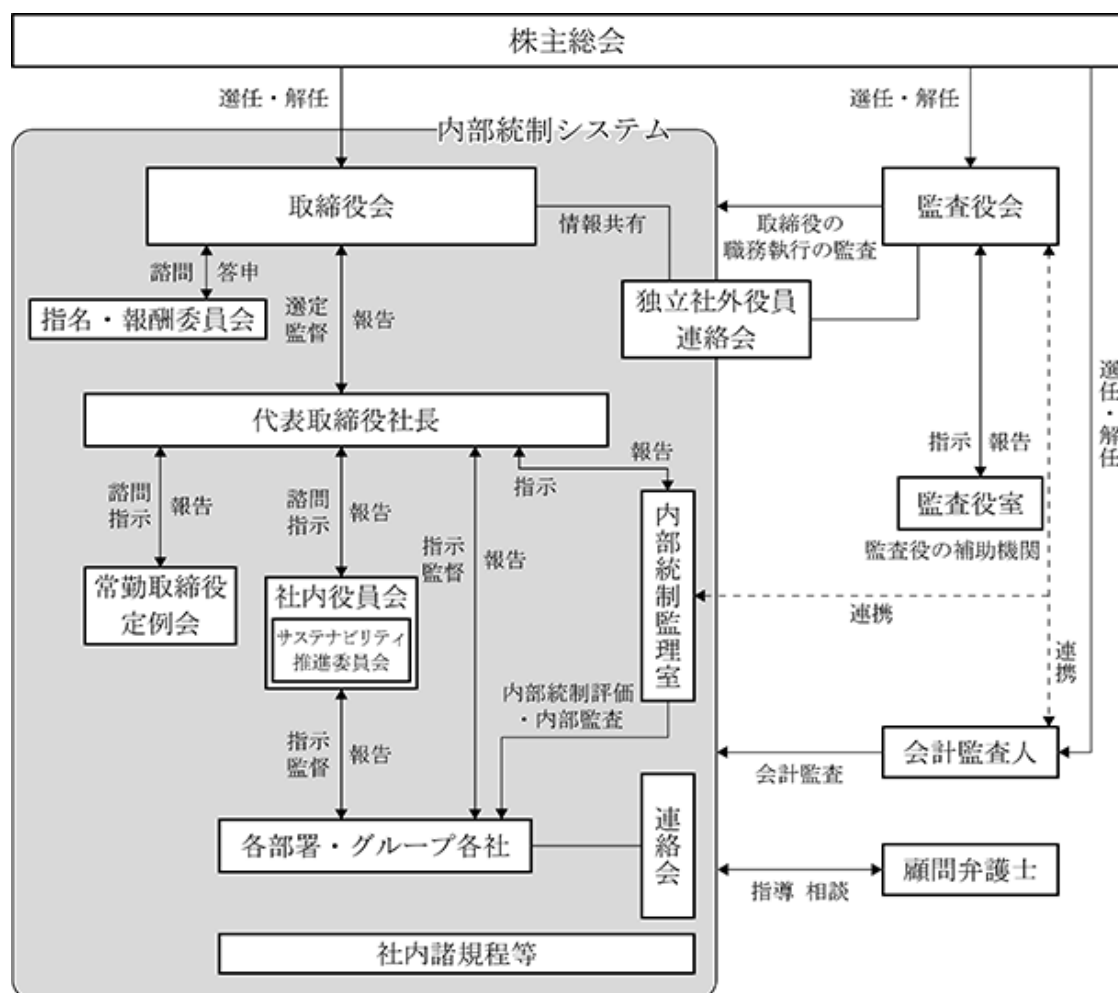 株主総会
選任・解任
選任・解任
内部統制システム
取締役会
監査役会
情報共有
取締役の
職務執行の監査
諮問
答申
指名・報酬委員会
選定
監督
報告
独立社外役員
連絡会
選任・解任
代表取締役社長
報告
指示
指示
報告
諮問
指示
報告
諮問
指示
報告
指示
監督
報告
内部統制監理室
監査役室
監査役の補助機関
常勤取締役
定例会
社内役員会
サステナビリティ
推進委員会
連携
連携
内部統制評価
・内部監査
指示
監督
報告
会計監査人
会計監査
各部署・グループ各社
連絡会
顧問弁護士
指導 相談
社内諸規程等